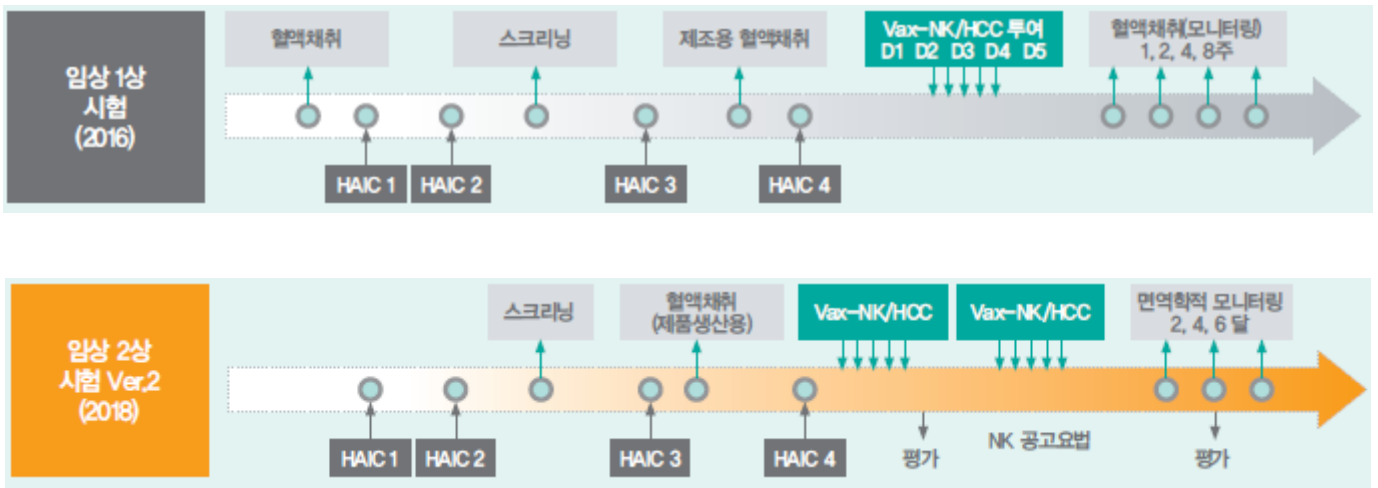 임상 1상
시험
(2016)
혈액채취
스크리닝
제조용 혈액채취
Vax-NK/HCC 투여
D1 D2 D3 D4 D5
혈액채취(모니터링)
1, 2, 4, 8주
HAIC 1
HAIC 2
HAIC 3
HAIC 4
임상 2상
시험 Ver.2
(2018)
스크리닝
혈액채취
(제품생산용)
Vax-NK/HCC
Vax-NK/HCC
면역학적 모니터링
2, 4, 6 달
HAIC 1
HAIC 2
HAIC 3
HAIC 4
평가
NK 공고요법
평가